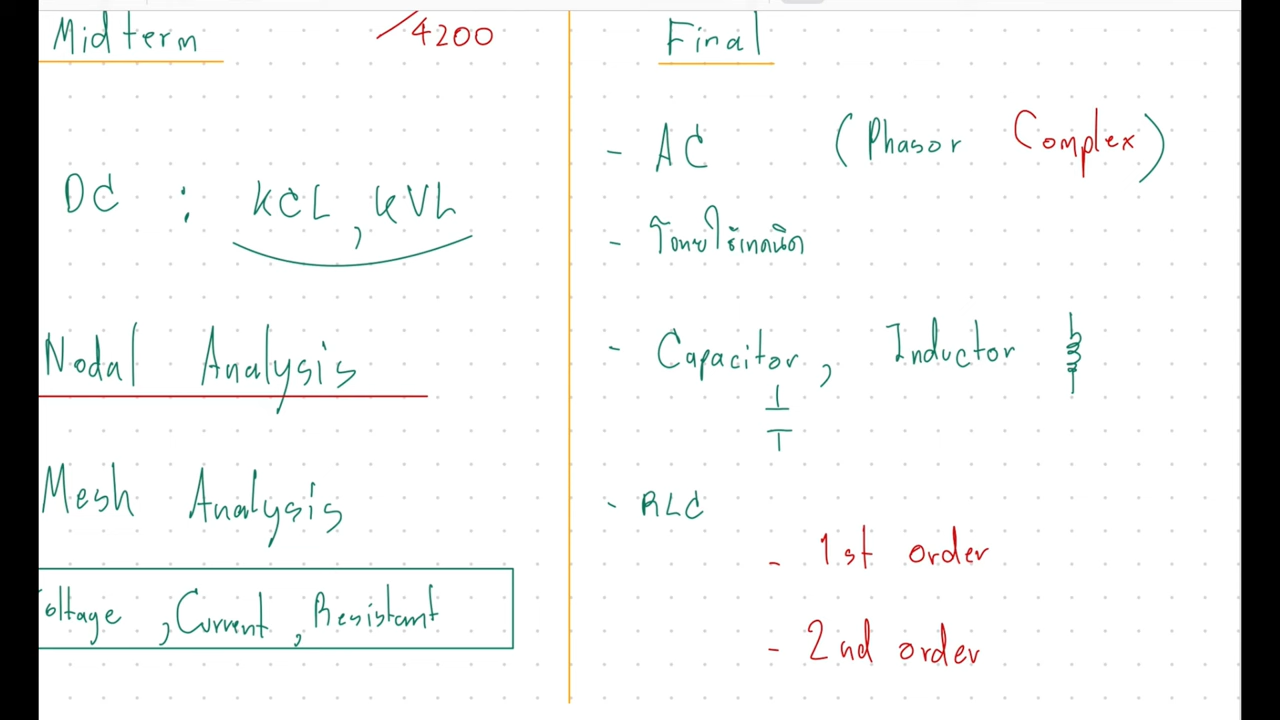 Midterm
/4200
DC : KCL, KVL
Nodal Analysis
Mesh Analysis
oltage, Current, Resistant
Final
- AC (Phasor Complex)
- Capacitor, Inductor
- RLC
- 1st order
- 2nd order